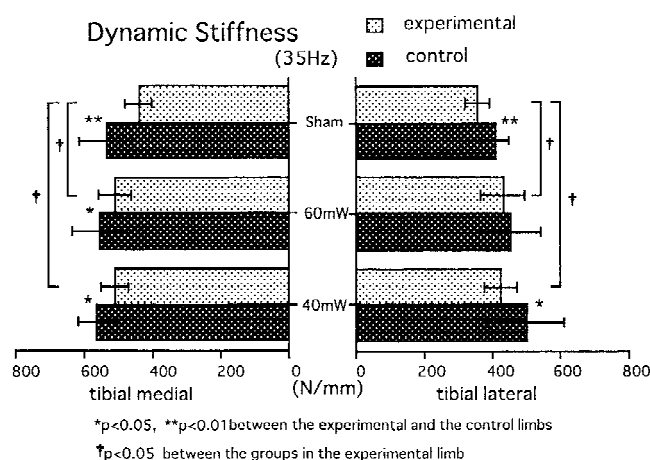 Dynamic Stiffness
(35Hz)
experimental
control
** Sham **
†
†
†
†
* 60mW
* 40mW *
800 600 400 200 0
0 200 400 600 800
tibial medial (N/mm) tibial lateral
*p<0.05, **p<0.01 between the experimental and the control limbs
†p<0.05 between the groups in the experimental limb